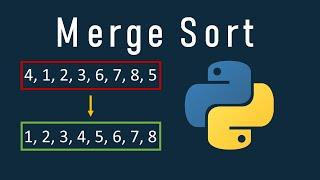 Merge Sort
4, 1, 2, 3, 6, 7, 8, 5
1, 2, 3, 4, 5, 6, 7, 8